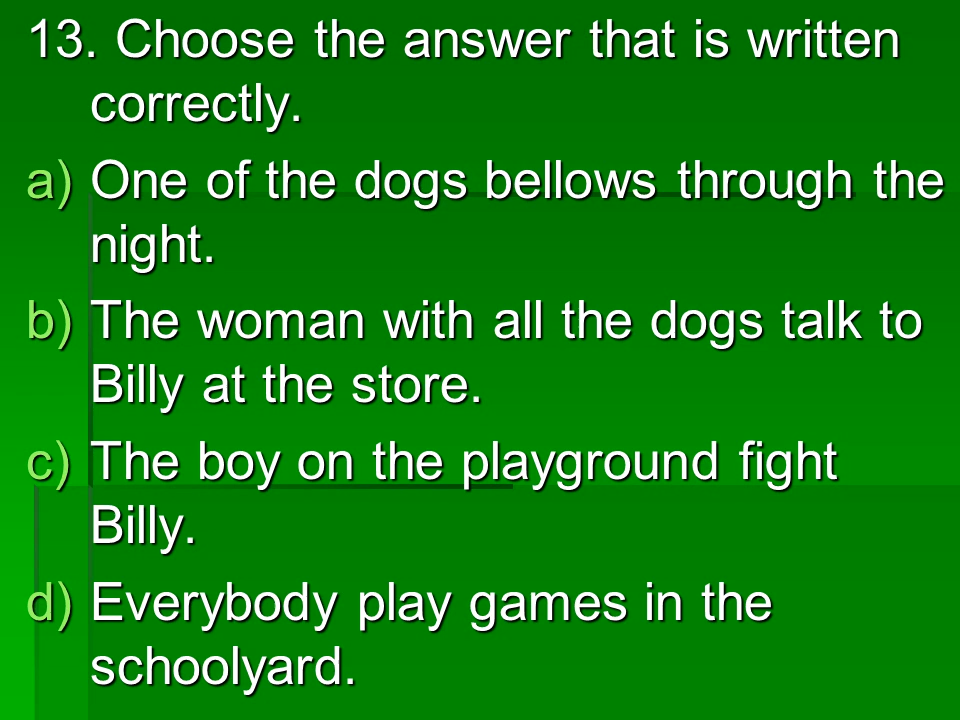 13. Choose the answer that is written
correctly.
a) One of the dogs bellows through the
night.
b) The woman with all the dogs talk to
Billy at the store.
c) The boy on the playground fight
Billy.
d) Everybody play games in the
schoolyard.